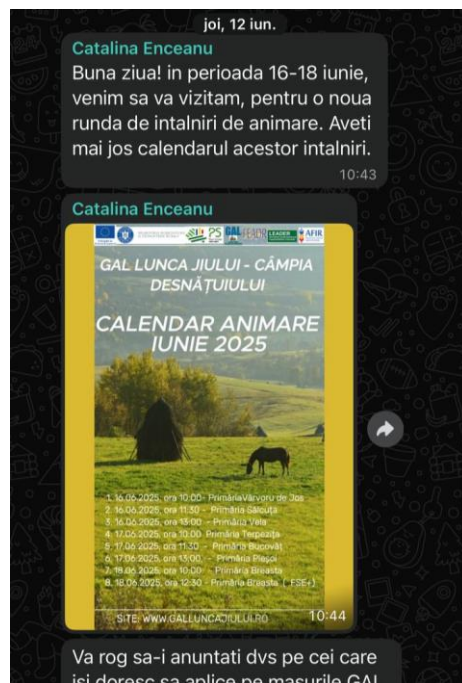 joi, 12 iun.
Catalina Enceanu
Buna ziua! in perioada 16-18 iunie,
venim sa va vizitam, pentru o noua
runda de intalniri de animare. Aveti
mai jos calendarul acestor intalniri.
10:43
Catalina Enceanu
PS GAL FEADR LEADER AFIR
GAL LUNCA JIULUI - CÂMPIA
DESNĂȚUIULUI
CALENDAR ANIMARE
IUNIE 2025
1. 16.06.2025, ora 10:00- PrimăriaVârvoru de Jos
2. 16.06.2025, ora 11:30 - Primăria Sălcuța
3. 16.06.2025, ora 13:00 - Primăria Vela
4. 17.06.2025, ora 10:00 Primăria Terpezița
5. 17.06.2025, ora 11:30 - Primăria Bucovăț
6. 17.06.2025, ora 13:00, - Primăria Pleșoi
7. 18.06.2025, ora 10:00 - Primăria Breasta
8. 18.06.2025, ora 12:30 - Primăria Breasta ( FSE+)
SITE: WWW.GALLUNCAJIULUI.RO
10:44
Va rog sa-i anuntati dvs pe cei care
isi doresc sa aplice pe masurile GAL